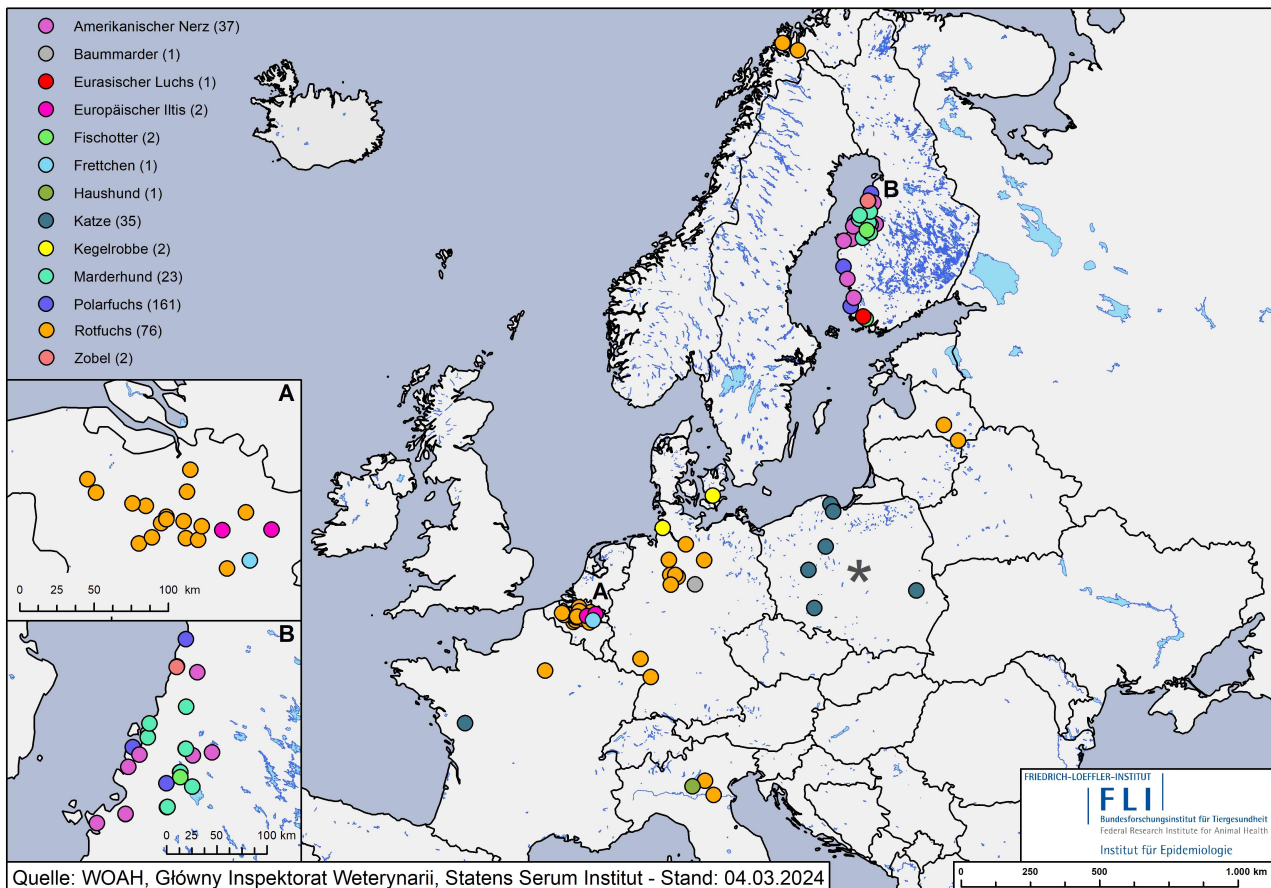 Amerikanischer Nerz (37)
Baummarder (1)
Eurasischer Luchs (1)
Europäischer Iltis (2)
Fischotter (2)
Frettchen (1)
Haushund (1)
Katze (35)
Kegelrobbe (2)
Marderhund (23)
Polarfuchs (161)
Rotfuchs (76)
Zobel (2)
B
A
*
A
0 25 50 100 km
B
0 25 50 100 km
FRIEDRICH-LOEFFLER-INSTITUT
FLI
Bundesforschungsinstitut für Tiergesundheit
Federal Research Institute for Animal Health
Institut für Epidemiologie
Quelle: WOAH, Główny Inspektorat Weterynarii, Statens Serum Institut - Stand: 04.03.2024
0 250 500 1.000 km